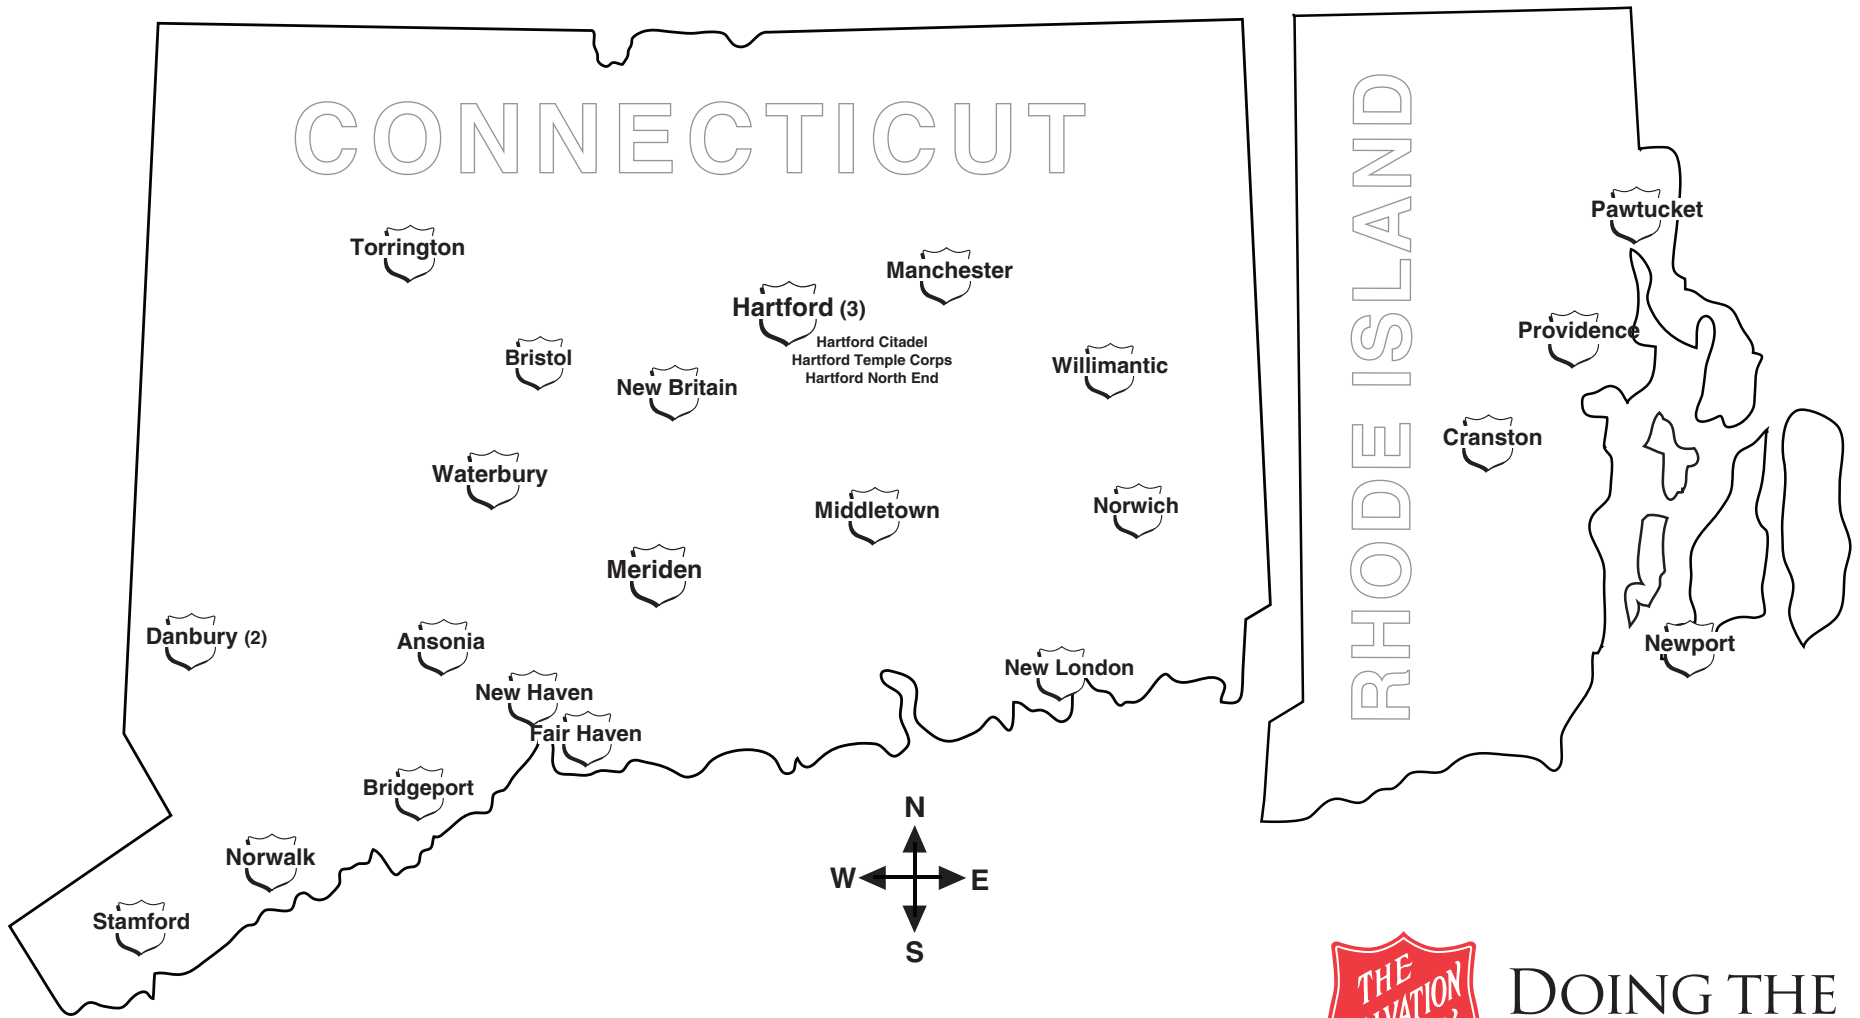 CONNECTICUT
RHODE ISLAND
Pawtucket
Torrington
Manchester
Hartford (3)
Hartford Citadel
Hartford Temple Corps
Hartford North End
Providence
Bristol
New Britain
Willimantic
Cranston
Waterbury
Middletown
Norwich
Meriden
Danbury (2)
Ansonia
Newport
New London
New Haven
Fair Haven
Bridgeport
Norwalk
Stamford
N
W E
S
THE
DOING THE